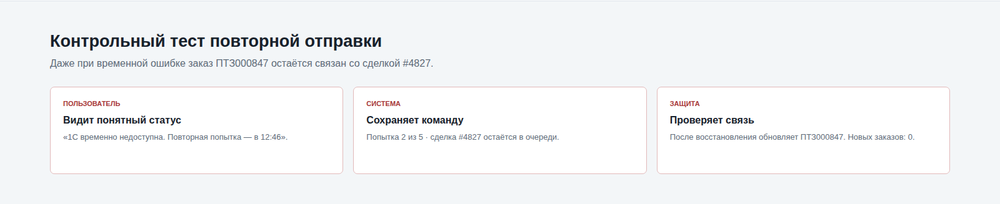 Контрольный тест повторной отправки
Даже при временной ошибке заказ ПТЗ000847 остаётся связан со сделкой #4827.
ПОЛЬЗОВАТЕЛЬ
Видит понятный статус
«1С временно недоступна. Повторная попытка — в 12:46».
СИСТЕМА
Сохраняет команду
Попытка 2 из 5 · сделка #4827 остаётся в очереди.
ЗАЩИТА
Проверяет связь
После восстановления обновляет ПТЗ000847. Новых заказов: 0.